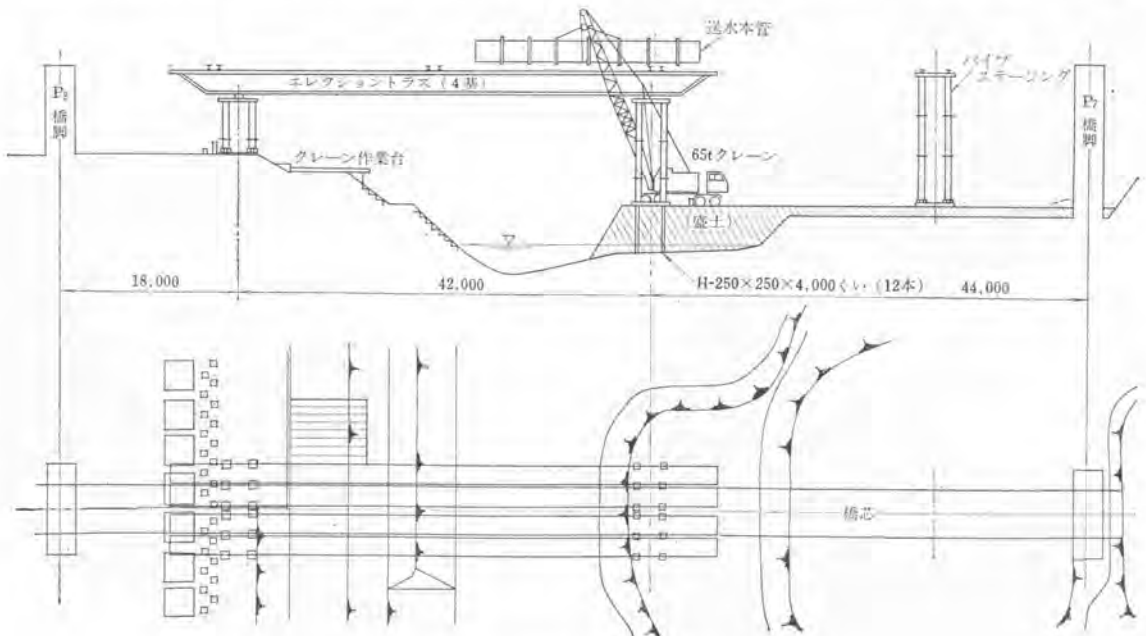 送水本管
エレクショントラス(4基)
パイプ
ステージング
橋脚
P₇
橋脚
クレーン作業台
65tクレーン
(盛土)
18,000
42,000
H-250×250×4,000くい(12本)
44,000
橋芯